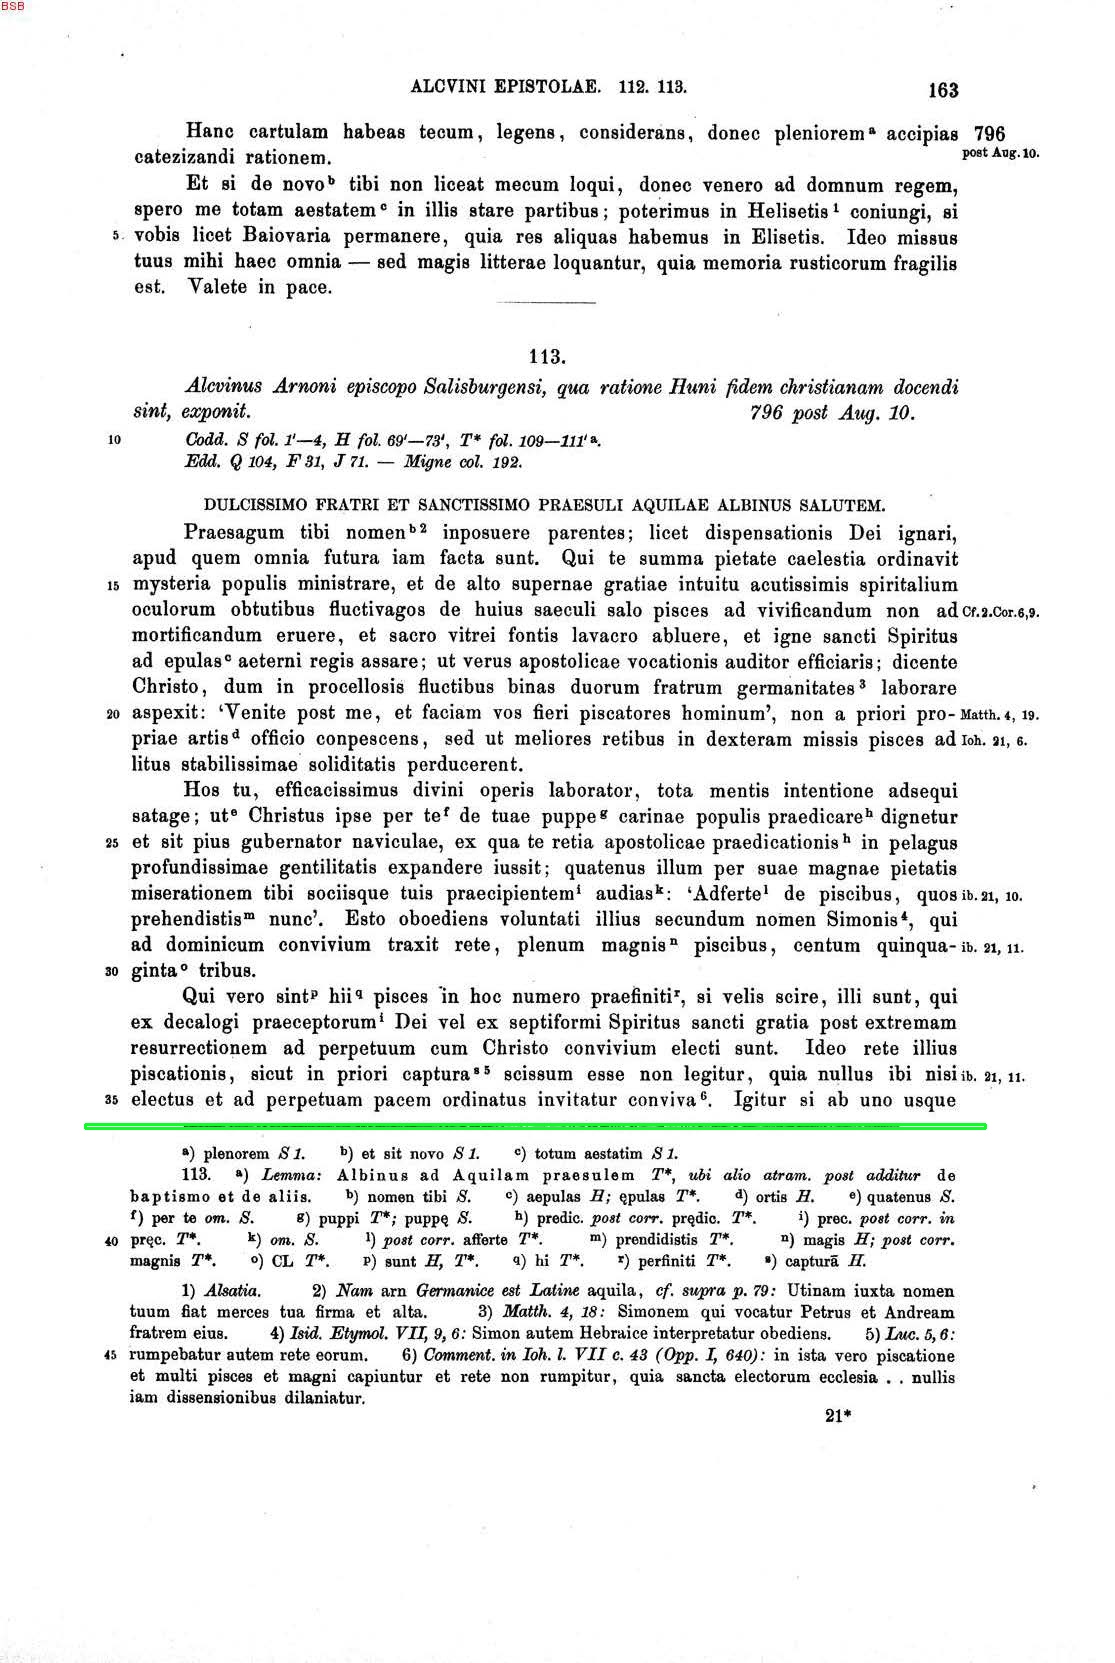 BSB
ALCVINI EPISTOLAE. 112. 113. 163
Hanc cartulam habeas tecum, legens, considerans, donec pleniorem ᵃ accipias 796
catezizandi rationem. post Aug. 10.
Et si de novo ᵇ tibi non liceat mecum loqui, donec venero ad domnum regem,
spero me totam aestatem ᶜ in illis stare partibus; poterimus in Helisetis ¹ coniungi, si
5 vobis licet Baiovaria permanere, quia res aliquas habemus in Elisetis. Ideo missus
tuus mihi haec omnia — sed magis litterae loquantur, quia memoria rusticorum fragilis
est. Valete in pace.
113.
Alcvinus Arnoni episcopo Salisburgensi, qua ratione Huni fidem christianam docendi
sint, exponit. 796 post Aug. 10.
10 Codd. S fol. 1'—4, H fol. 69'—73', T* fol. 109—111' ᵃ.
Edd. Q 104, F 31, J 71. — Migne col. 192.
DULCISSIMO FRATRI ET SANCTISSIMO PRAESULI AQUILAE ALBINUS SALUTEM.
Praesagum tibi nomen ᵇ ² inposuere parentes; licet dispensationis Dei ignari,
apud quem omnia futura iam facta sunt. Qui te summa pietate caelestia ordinavit
15 mysteria populis ministrare, et de alto supernae gratiae intuitu acutissimis spiritalium
oculorum obtutibus fluctivagos de huius saeculi salo pisces ad vivificandum non ad Cf. 2. Cor. 6, 9.
mortificandum eruere, et sacro vitrei fontis lavacro abluere, et igne sancti Spiritus
ad epulas ᶜ aeterni regis assare; ut verus apostolicae vocationis auditor efficiaris; dicente
Christo, dum in procellosis fluctibus binas duorum fratrum germanitates ³ laborare
20 aspexit: 'Venite post me, et faciam vos fieri piscatores hominum', non a priori pro- Matth. 4, 19.
priae artis ᵈ officio conpescens, sed ut meliores retibus in dexteram missis pisces ad Ioh. 21, 6.
litus stabilissimae soliditatis perducerent.
Hos tu, efficacissimus divini operis laborator, tota mentis intentione adsequi
satage; ut ᵉ Christus ipse per te ᶠ de tuae puppe ᵍ carinae populis praedicare ʰ dignetur
25 et sit pius gubernator naviculae, ex qua te retia apostolicae praedicationis ʰ in pelagus
profundissimae gentilitatis expandere iussit; quatenus illum per suae magnae pietatis
miserationem tibi sociisque tuis praecipientem ⁱ audias ᵏ: 'Adferte ˡ de piscibus, quos ib. 21, 10.
prehendistis ᵐ nunc'. Esto oboediens voluntati illius secundum nomen Simonis ⁴, qui
ad dominicum convivium traxit rete, plenum magnis ⁿ piscibus, centum quinqua- ib. 21, 11.
30 ginta ᵒ tribus.
Qui vero sint ᵖ hii q pisces in hoc numero praefiniti ʳ, si velis scire, illi sunt, qui
ex decalogi praeceptorum ⁱ Dei vel ex septiformi Spiritus sancti gratia post extremam
resurrectionem ad perpetuum cum Christo convivium electi sunt. Ideo rete illius
piscationis, sicut in priori captura ˢ ⁵ scissum esse non legitur, quia nullus ibi nisi ib. 21, 11.
35 electus et ad perpetuam pacem ordinatus invitatur conviva ⁶. Igitur si ab uno usque
a) plenorem S 1. b) et sit novo S 1. c) totum aestatim S 1.
113. a) Lemma: Albinus ad Aquilam praesulem T*, ubi alio atram. post additur de
baptismo et de aliis. b) nomen tibi S. c) aepulas H; ępulas T*. d) ortis H. e) quatenus S.
f) per te om. S. g) puppi T*; puppę S. h) predic. post corr. prędic. T*. i) prec. post corr. in
40 pręc. T*. k) om. S. l) post corr. afferte T*. m) prendidistis T*. n) magis H; post corr.
magnis T*. o) CL T*. p) sunt H, T*. q) hi T*. r) perfiniti T*. s) capturā H.
1) Alsatia. 2) Nam arn Germanice est Latine aquila, cf. supra p. 79: Utinam iuxta nomen
tuum fiat merces tua firma et alta. 3) Matth. 4, 18: Simonem qui vocatur Petrus et Andream
fratrem eius. 4) Isid. Etymol. VII, 9, 6: Simon autem Hebraice interpretatur obediens. 5) Luc. 5, 6:
45 rumpebatur autem rete eorum. 6) Comment. in Ioh. l. VII c. 43 (Opp. I, 640): in ista vero piscatione
et multi pisces et magni capiuntur et rete non rumpitur, quia sancta electorum ecclesia . . nullis
iam dissensionibus dilaniatur.
21*